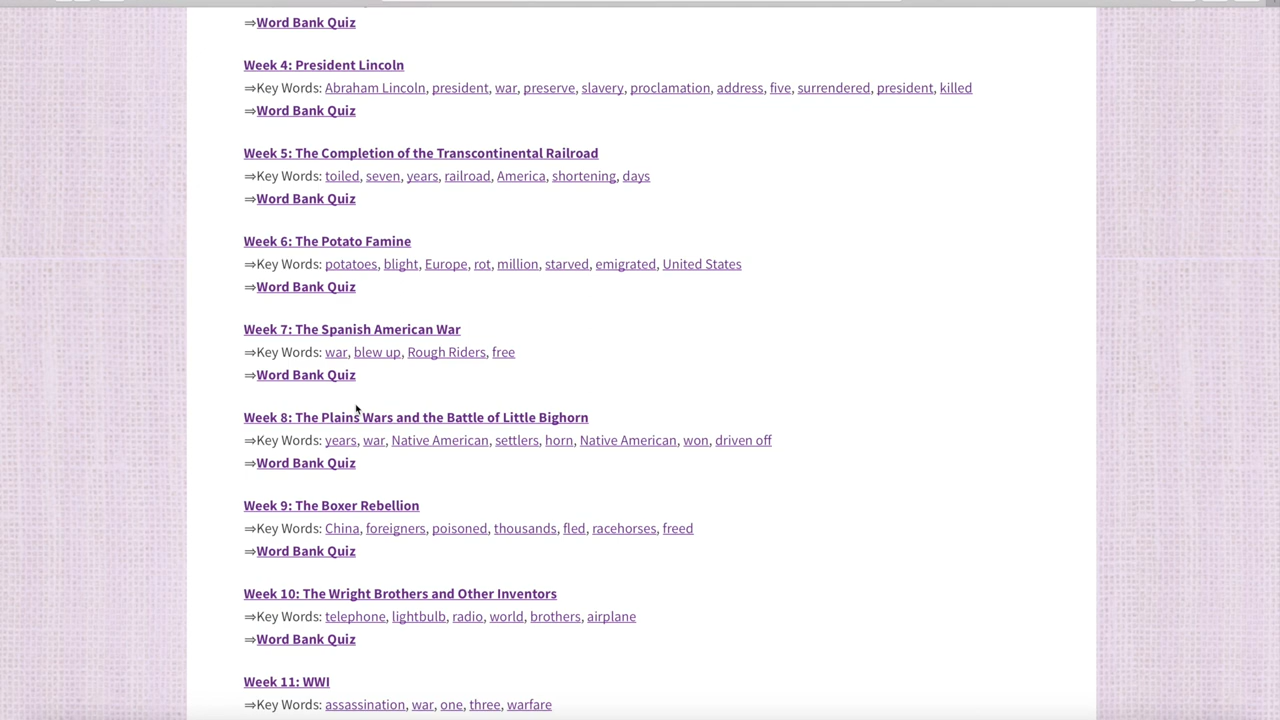 ⇒Word Bank Quiz
Week 4: President Lincoln
⇒Key Words: Abraham Lincoln, president, war, preserve, slavery, proclamation, address, five, surrendered, president, killed
⇒Word Bank Quiz
Week 5: The Completion of the Transcontinental Railroad
⇒Key Words: toiled, seven, years, railroad, America, shortening, days
⇒Word Bank Quiz
Week 6: The Potato Famine
⇒Key Words: potatoes, blight, Europe, rot, million, starved, emigrated, United States
⇒Word Bank Quiz
Week 7: The Spanish American War
⇒Key Words: war, blew up, Rough Riders, free
⇒Word Bank Quiz
Week 8: The Plains Wars and the Battle of Little Bighorn
⇒Key Words: years, war, Native American, settlers, horn, Native American, won, driven off
⇒Word Bank Quiz
Week 9: The Boxer Rebellion
⇒Key Words: China, foreigners, poisoned, thousands, fled, racehorses, freed
⇒Word Bank Quiz
Week 10: The Wright Brothers and Other Inventors
⇒Key Words: telephone, lightbulb, radio, world, brothers, airplane
⇒Word Bank Quiz
Week 11: WWI
⇒Key Words: assassination, war, one, three, warfare